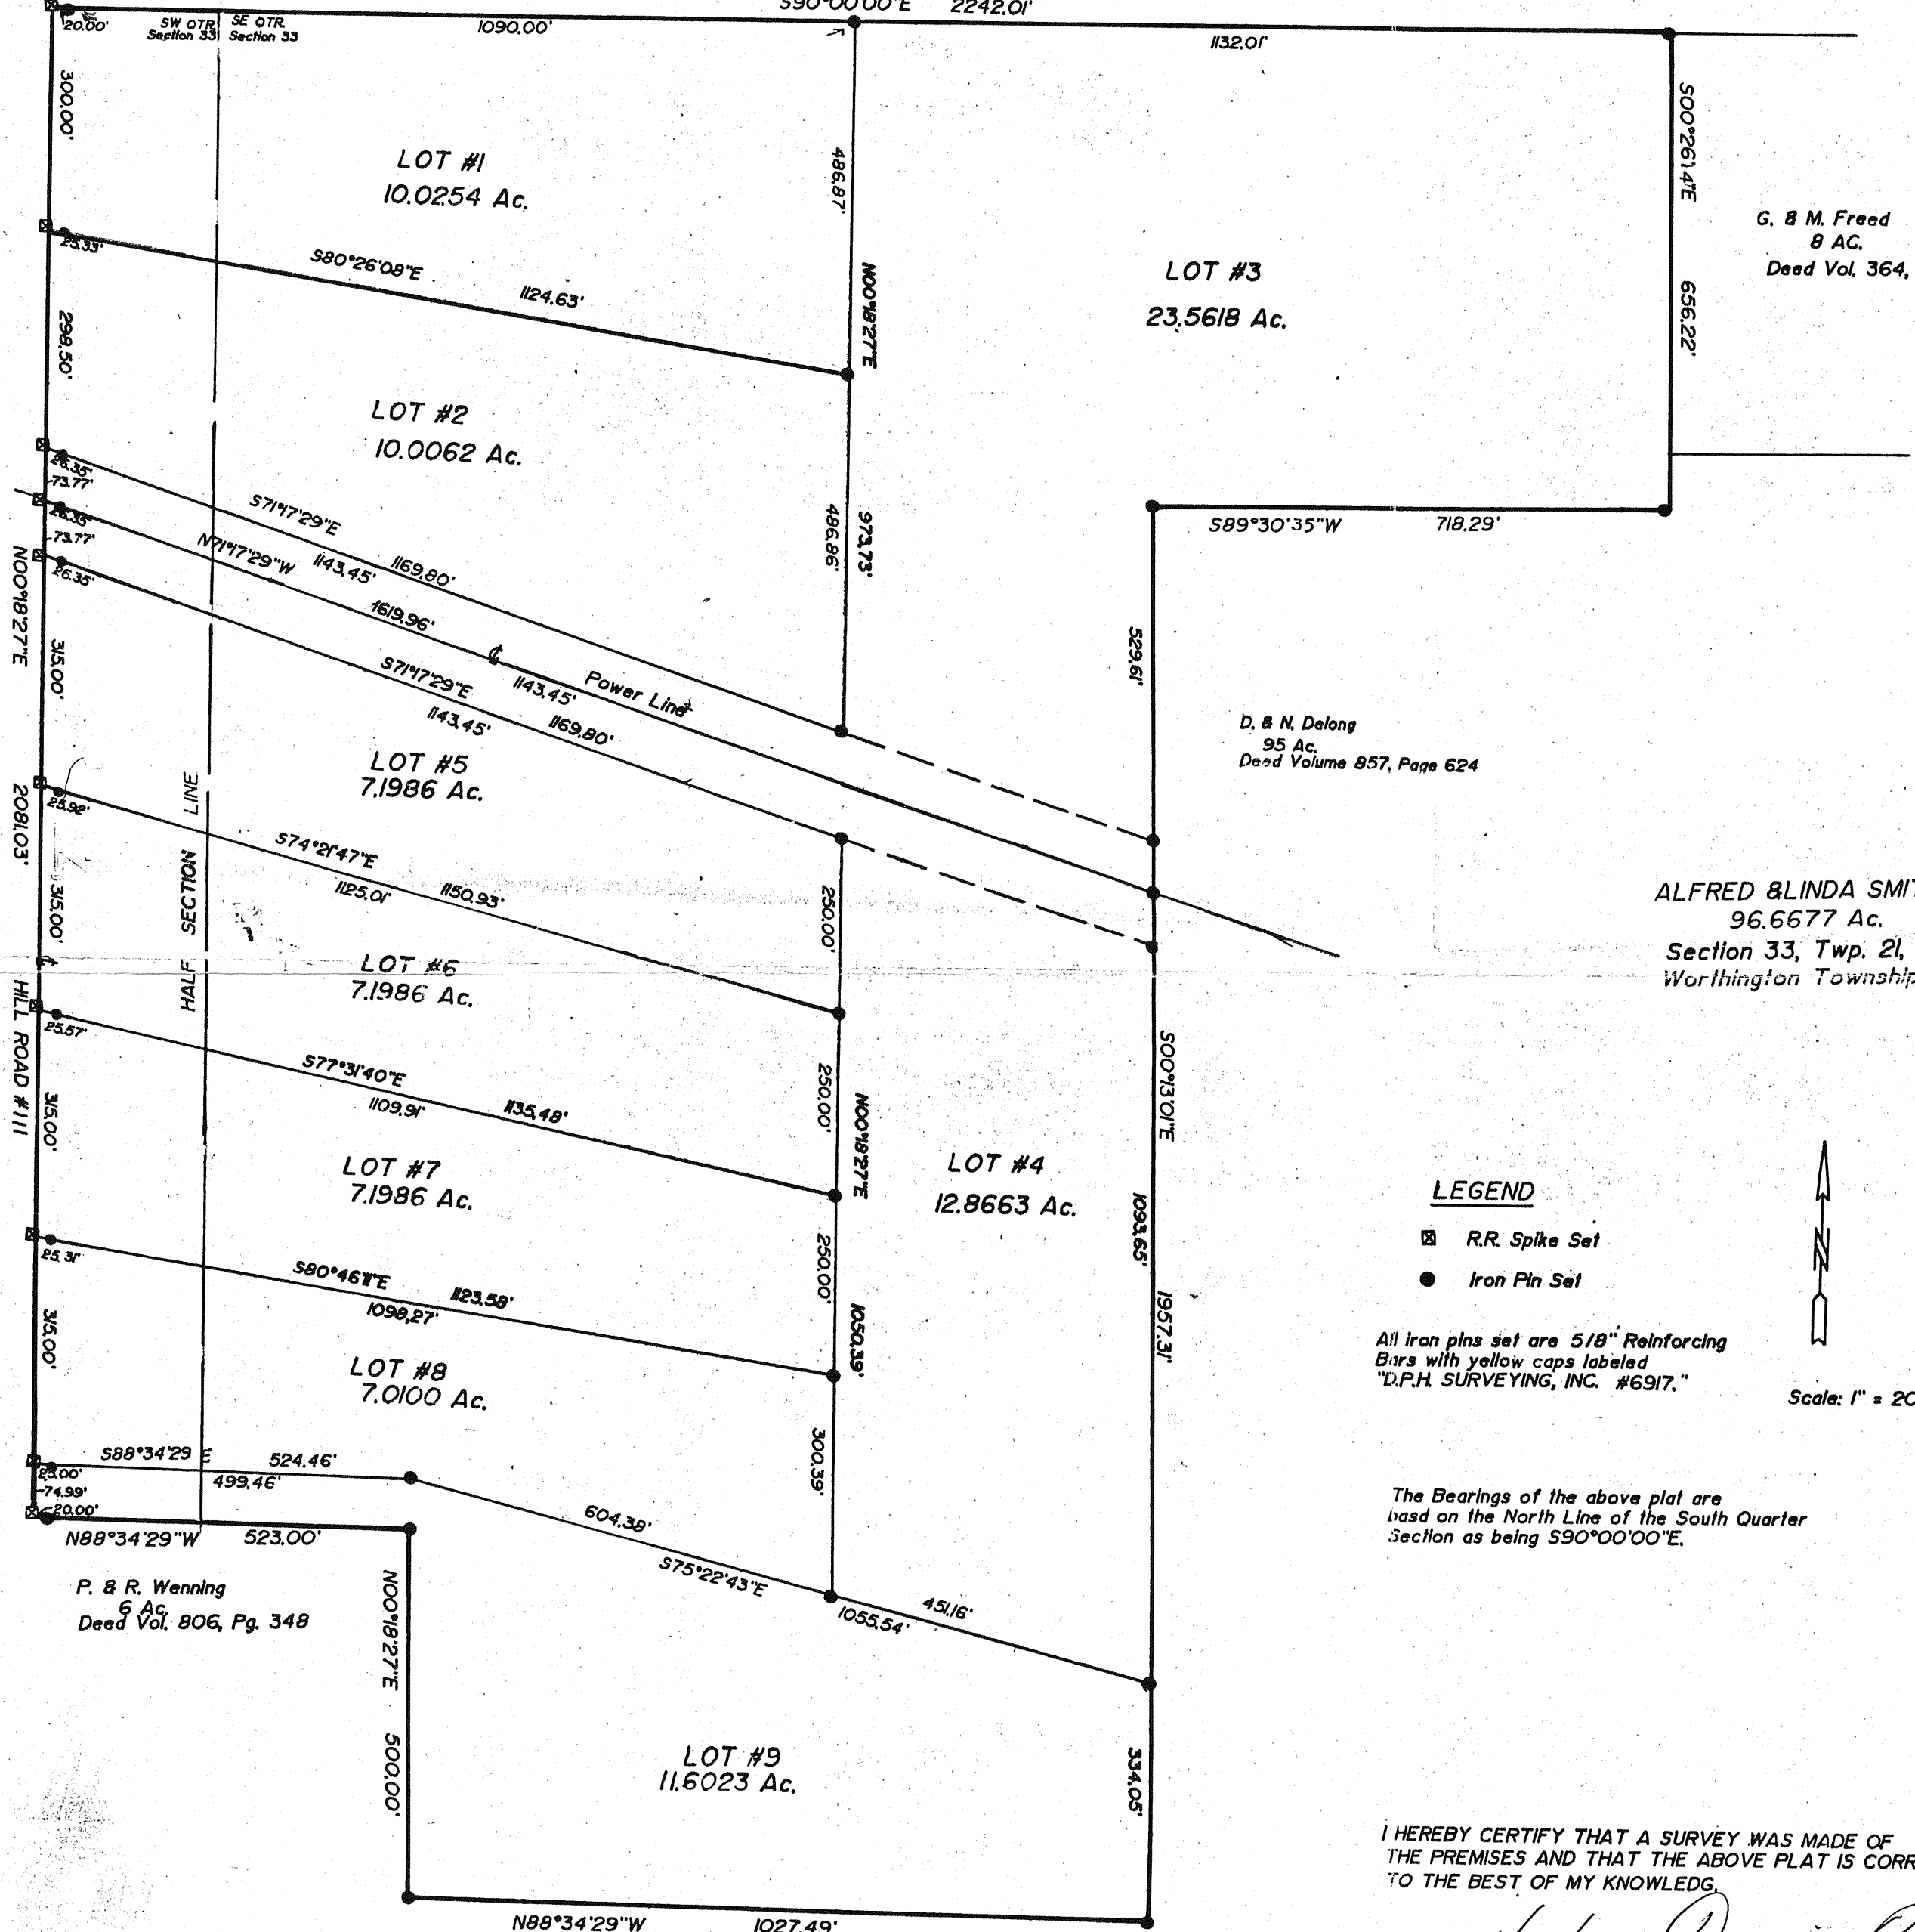 S90°00'00"E 2242.01'
20.00'
SW QTR. SE QTR.
Section 33 Section 33
1090.00'
1132.01'
300.00'
LOT #1
10.0254 Ac.
486.87'
S00°26'14"E
656.22'
G. & M. Freed
8 AC.
Deed Vol. 364,
25.33'
S80°26'08"E 1124.63'
N00°18'27"E
973.73'
LOT #3
23.5618 Ac.
298.50'
LOT #2
10.0062 Ac.
486.86'
S89°30'35"W 718.29'
26.35'
73.77'
26.35'
73.77'
26.35'
S71°17'29"E 1169.80'
N71°17'29"W 1143.45'
1619.96'
℄
1143.45'
Power Line
S71°17'29"E 1169.80'
1143.45'
529.61'
N00°18'27"E
2081.03'
℄
HILL ROAD #111
315.00'
D. & N. Delong
95 Ac.
Deed Volume 857, Page 624
LOT #5
7.1986 Ac.
HALF SECTION LINE
25.92'
S74°21'47"E 1150.93'
1125.01'
250.00'
315.00'
ALFRED & LINDA SMI
96.6677 Ac.
Section 33, Twp. 21,
Worthington Township
LOT #6
7.1986 Ac.
25.57'
S77°31'40"E 1135.48'
1109.91'
250.00'
N00°18'27"E
1050.39'
S00°13'01"E
1957.31'
1093.65'
315.00'
LOT #7
7.1986 Ac.
LOT #4
12.8663 Ac.
LEGEND
R.R. Spike Set
Iron Pin Set
25.31'
S80°46'11"E 1123.58'
1098.27'
250.00'
315.00'
All iron pins set are 5/8" Reinforcing
Bars with yellow caps labeled
"D.P.H. SURVEYING, INC. #6917."
Scale: 1" = 20
LOT #8
7.0100 Ac.
300.39'
S88°34'29 E 524.46'
499.46'
25.00'
74.99'
20.00'
604.38'
S75°22'43"E
451.16'
1055.54'
N88°34'29"W 523.00'
The Bearings of the above plat are
basd on the North Line of the South Quarter
Section as being S90°00'00"E.
P. & R. Wenning
6 Ac.
Deed Vol. 806, Pg. 348
N00°18'27"E
500.00'
LOT #9
11.6023 Ac.
334.05'
I HEREBY CERTIFY THAT A SURVEY WAS MADE OF
THE PREMISES AND THAT THE ABOVE PLAT IS CORR
TO THE BEST OF MY KNOWLEDG.
N88°34'29"W 1027.49'
N